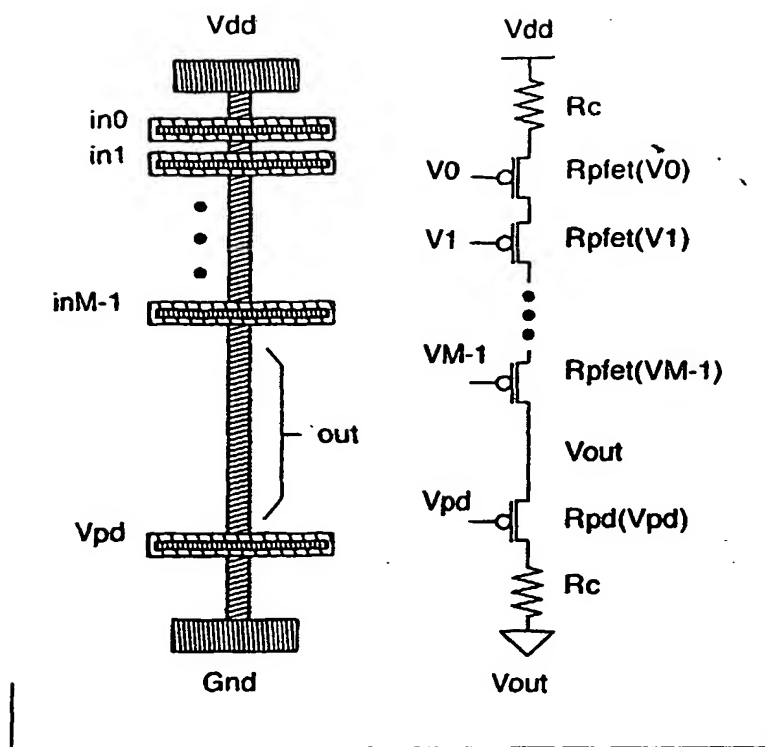 Vdd
in0
in1
inM-1
out
Vpd
Gnd
Vdd
Rc
V0
Rpfet(V0)
V1
Rpfet(V1)
VM-1
Rpfet(VM-1)
Vout
Vpd
Rpd(Vpd)
Rc
Vout